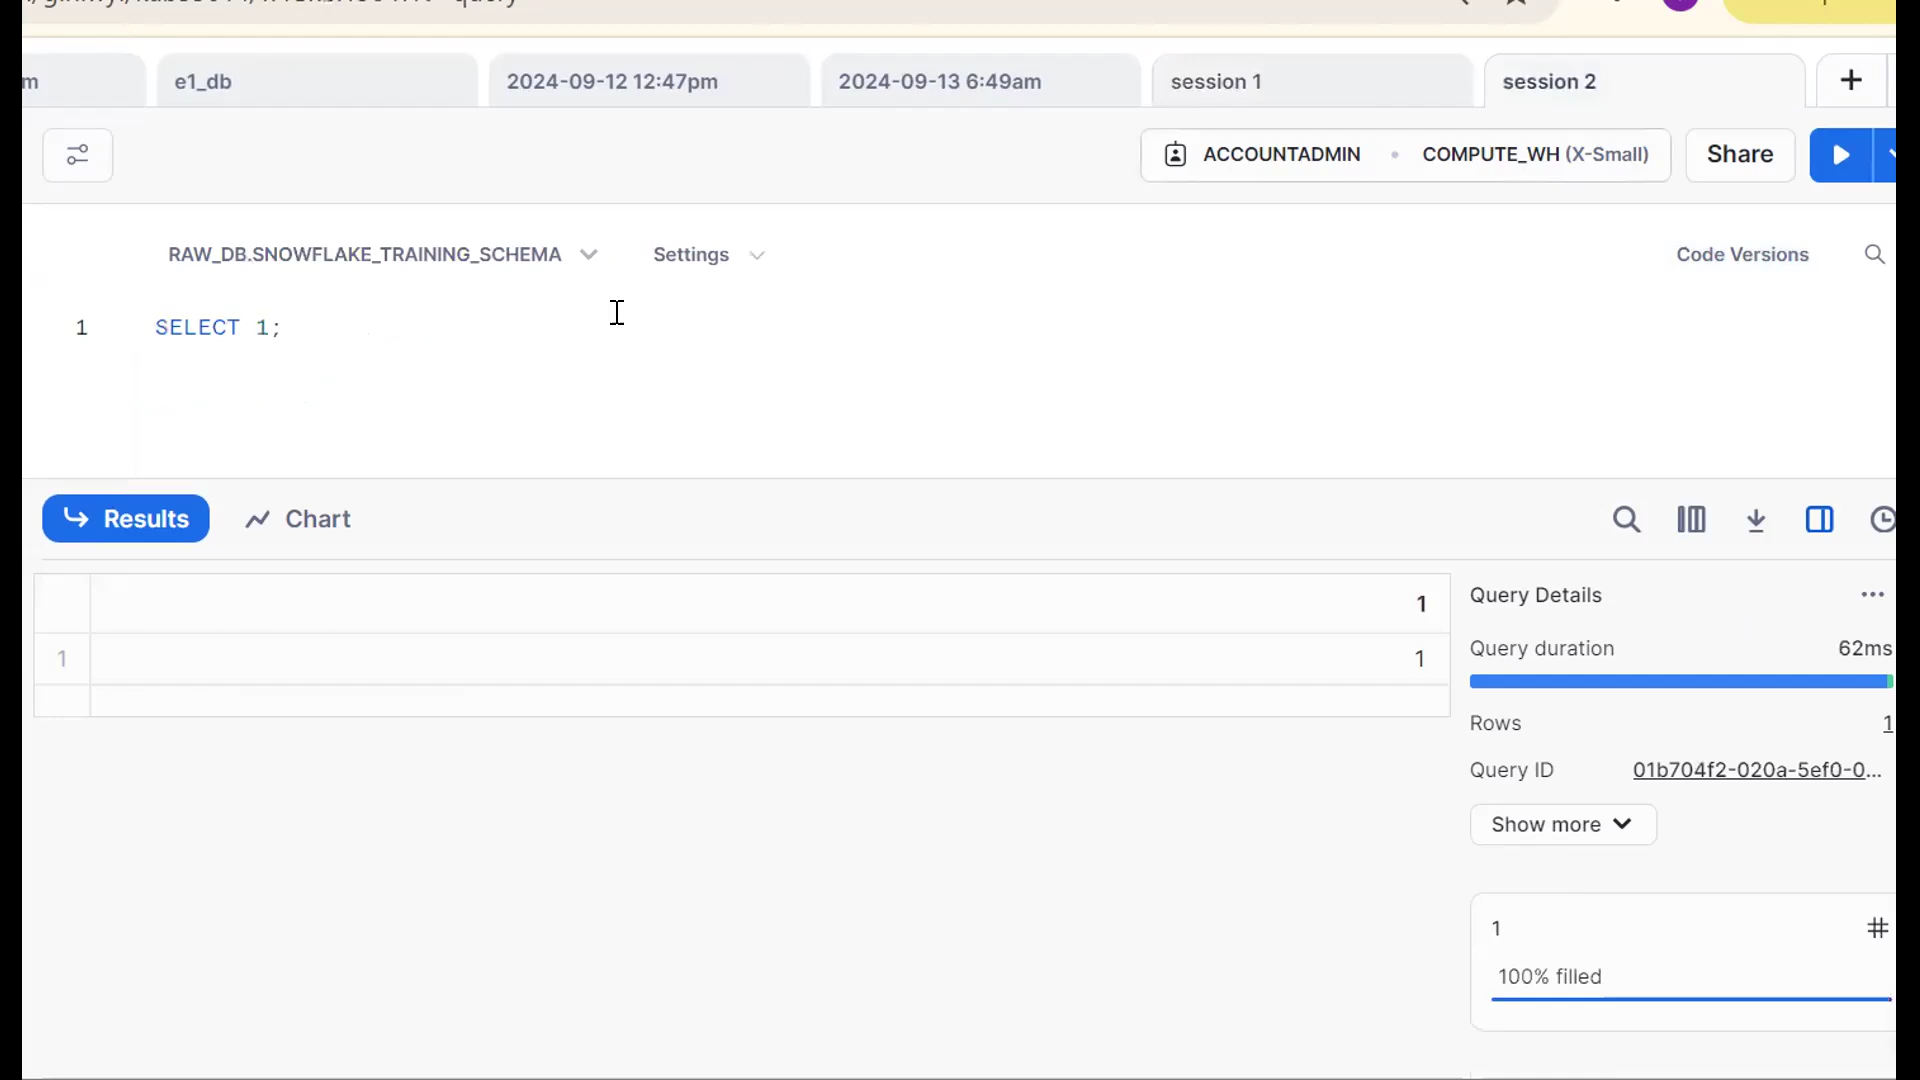 m e1_db 2024-09-12 12:47pm 2024-09-13 6:49am session 1 session 2 +
ACCOUNTADMIN • COMPUTE_WH (X-Small) Share
RAW_DB.SNOWFLAKE_TRAINING_SCHEMA Settings Code Versions
1 SELECT 1;
Results Chart
1
1 1
Query Details ...
Query duration 62ms
Rows 1
Query ID 01b704f2-020a-5ef0-0...
Show more
1 #
100% filled